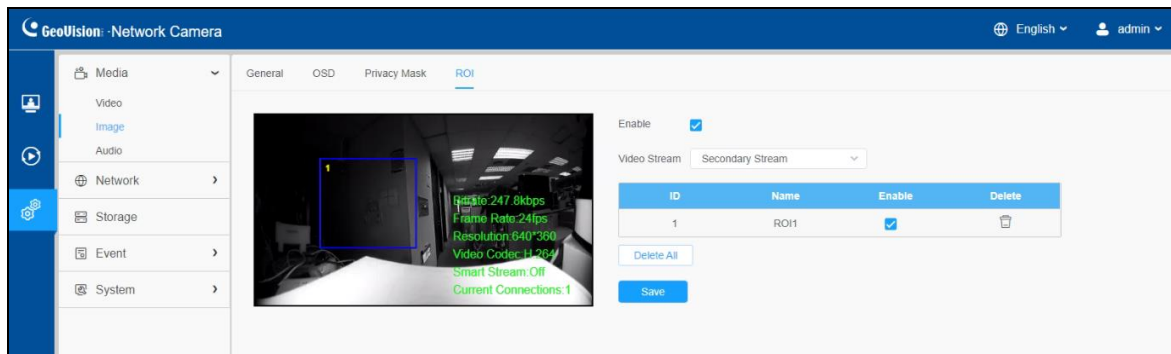 GeoVision: -Network Camera
English
admin
Media
Video
Image
Audio
Network
Storage
Event
System
General OSD Privacy Mask ROI
1
Bitrate:247.8kbps
Frame Rate:24fps
Resolution:640*360
Video Codec:H.264
Smart Stream:Off
Current Connections:1
Enable
Video Stream Secondary Stream
ID Name Enable Delete
1 ROI1
Delete All
Save